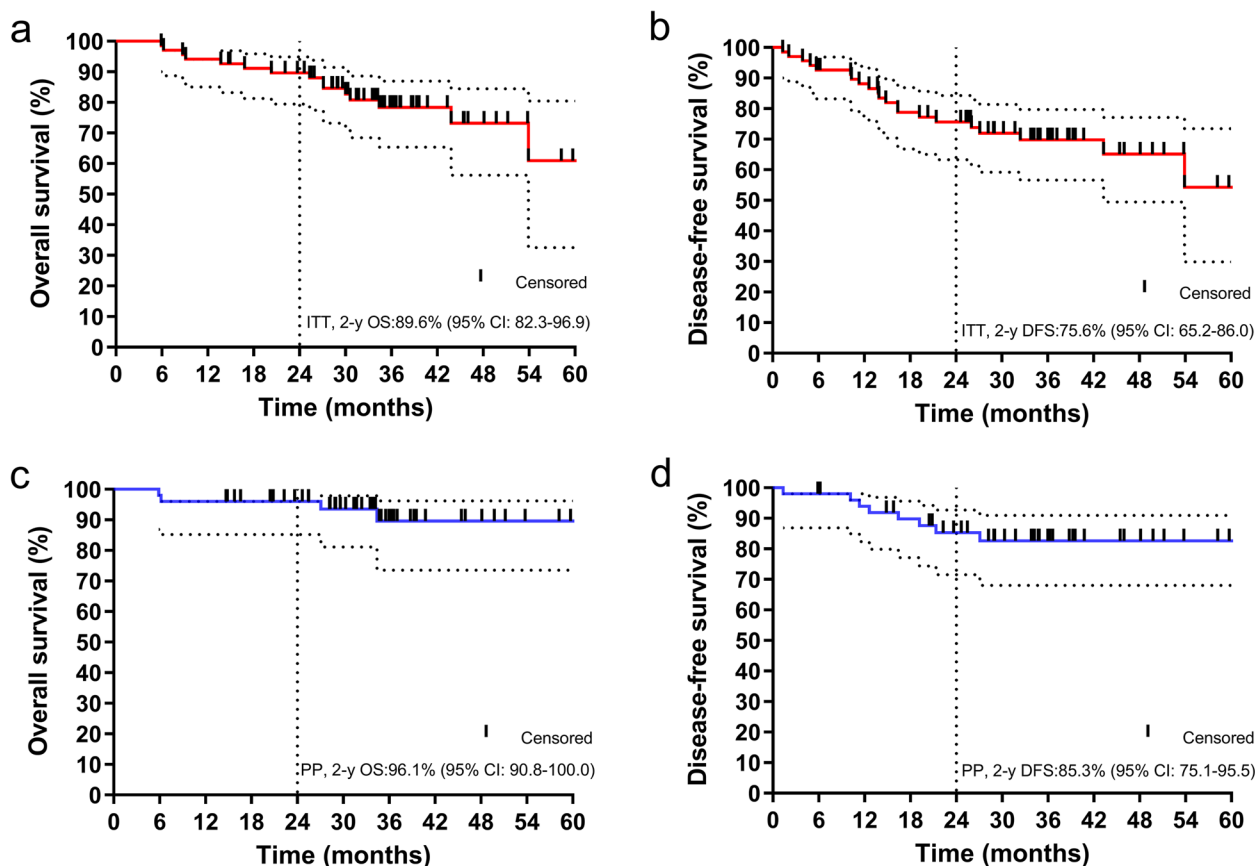 a
Overall survival (%)
100
90
80
70
60
50
40
30
20
10
0
Censored
ITT, 2-y OS:89.6% (95% CI: 82.3-96.9)
0 6 12 18 24 30 36 42 48 54 60
Time (months)
b
Disease-free survival (%)
100
90
80
70
60
50
40
30
20
10
0
Censored
ITT, 2-y DFS:75.6% (95% CI: 65.2-86.0)
0 6 12 18 24 30 36 42 48 54 60
Time (months)
c
Overall survival (%)
100
90
80
70
60
50
40
30
20
10
0
Censored
PP, 2-y OS:96.1% (95% CI: 90.8-100.0)
0 6 12 18 24 30 36 42 48 54 60
Time (months)
d
Disease-free survival (%)
100
90
80
70
60
50
40
30
20
10
0
Censored
PP, 2-y DFS:85.3% (95% CI: 75.1-95.5)
0 6 12 18 24 30 36 42 48 54 60
Time (months)